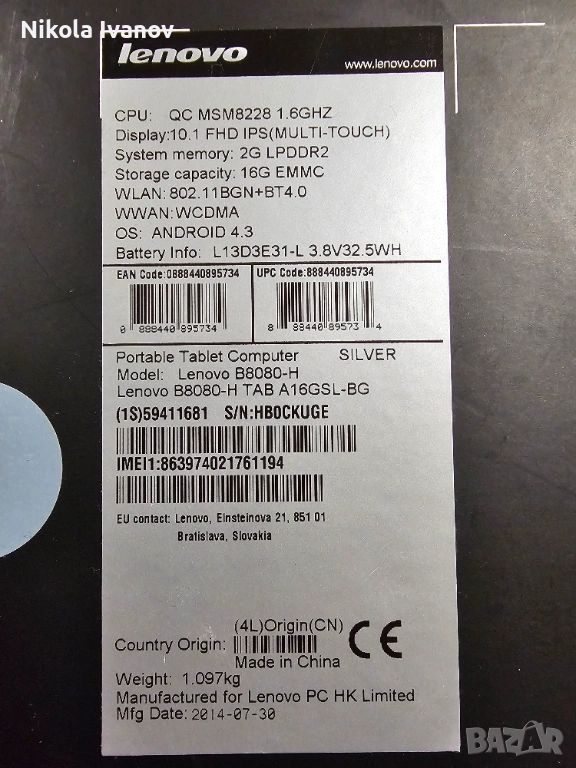 Nikola Ivanov
lenovo
www.lenovo.com
CPU: QC MSM8228 1.6GHZ
Display:10.1 FHD IPS(MULTI-TOUCH)
System memory: 2G LPDDR2
Storage capacity: 16G EMMC
WLAN: 802.11BGN+BT4.0
WWAN:WCDMA
OS: ANDROID 4.3
Battery Info: L13D3E31-L 3.8V32.5WH
EAN Code:0888440895734 UPC Code:888440895734
0 888440 895734 8 88440 89573 4
Portable Tablet Computer SILVER
Model: Lenovo B8080-H
Lenovo B8080-H TAB A16GSL-BG
(1S)59411681 S/N:HB0CKUGE
IMEI1:863974021761194
EU contact: Lenovo, Einsteinova 21, 851 01
Bratislava, Slovakia
(4L)Origin(CN)
Country Origin:
Made in China
CE
Weight: 1.097kg
Manufactured for Lenovo PC HK Limited
Mfg Date: 2014-07-30
BAZAR